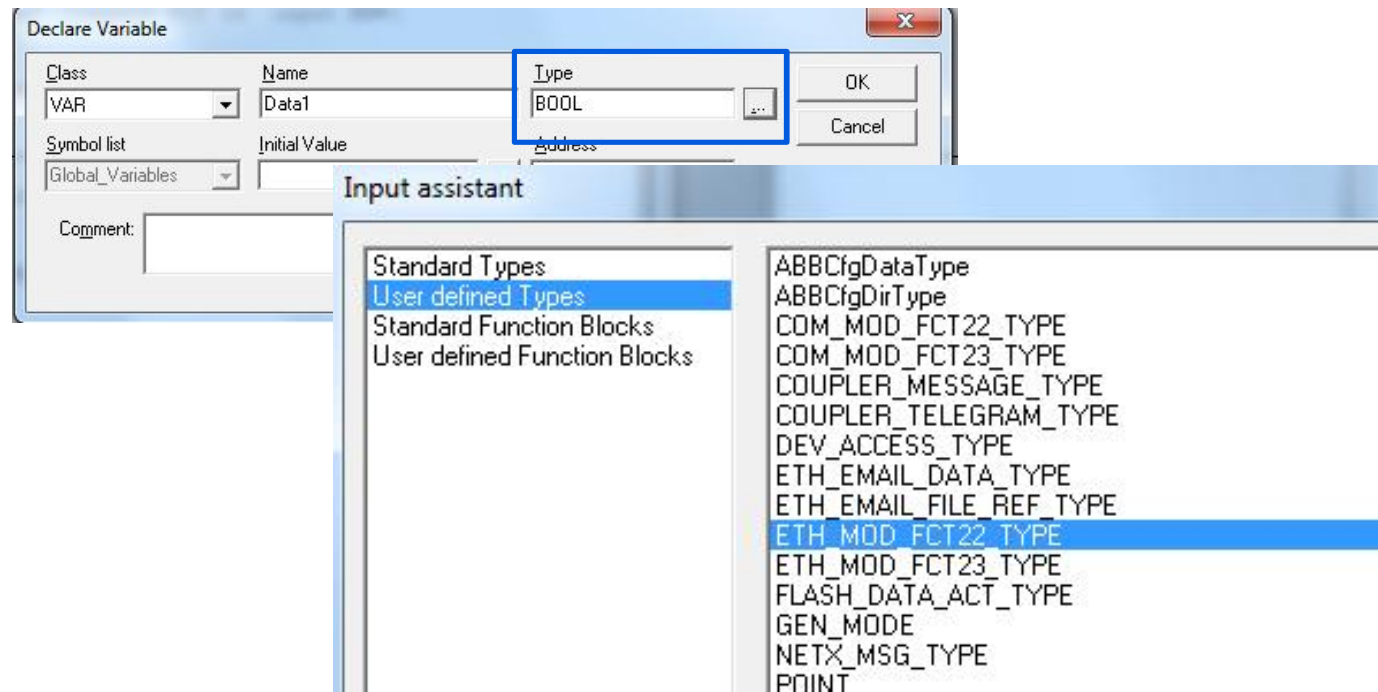 Declare Variable
Class Name Type
VAR Data1 BOOL ... OK
Cancel
Symbol list Initial Value Address
Global_Variables
Comment:
Input assistant
Standard Types
User defined Types
Standard Function Blocks
User defined Function Blocks
ABBCfgDataType
ABBCfgDirType
COM_MOD_FCT22_TYPE
COM_MOD_FCT23_TYPE
COUPLER_MESSAGE_TYPE
COUPLER_TELEGRAM_TYPE
DEV_ACCESS_TYPE
ETH_EMAIL_DATA_TYPE
ETH_EMAIL_FILE_REF_TYPE
ETH_MOD_FCT22_TYPE
ETH_MOD_FCT23_TYPE
FLASH_DATA_ACT_TYPE
GEN_MODE
NETX_MSG_TYPE
POINT